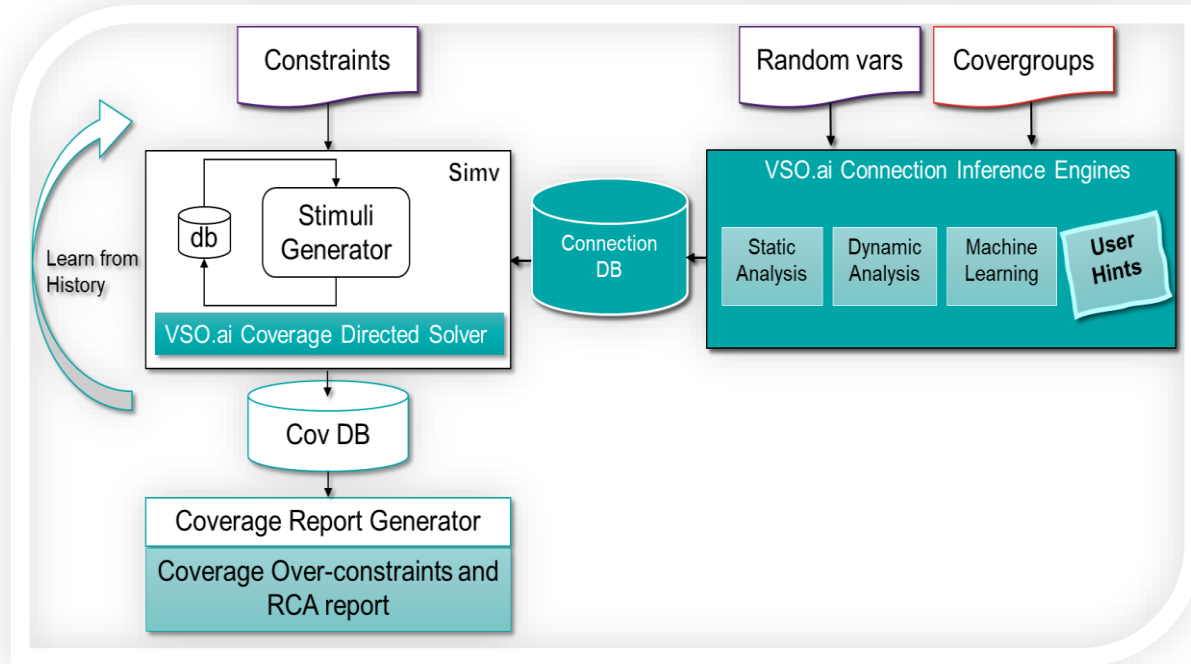 Constraints
Random vars
Covergroups
Simv
Stimuli
Generator
db
VSO.ai Coverage Directed Solver
Learn from
History
Connection
DB
VSO.ai Connection Inference Engines
Static
Analysis
Dynamic
Analysis
Machine
Learning
User
Hints
Cov DB
Coverage Report Generator
Coverage Over-constraints and
RCA report